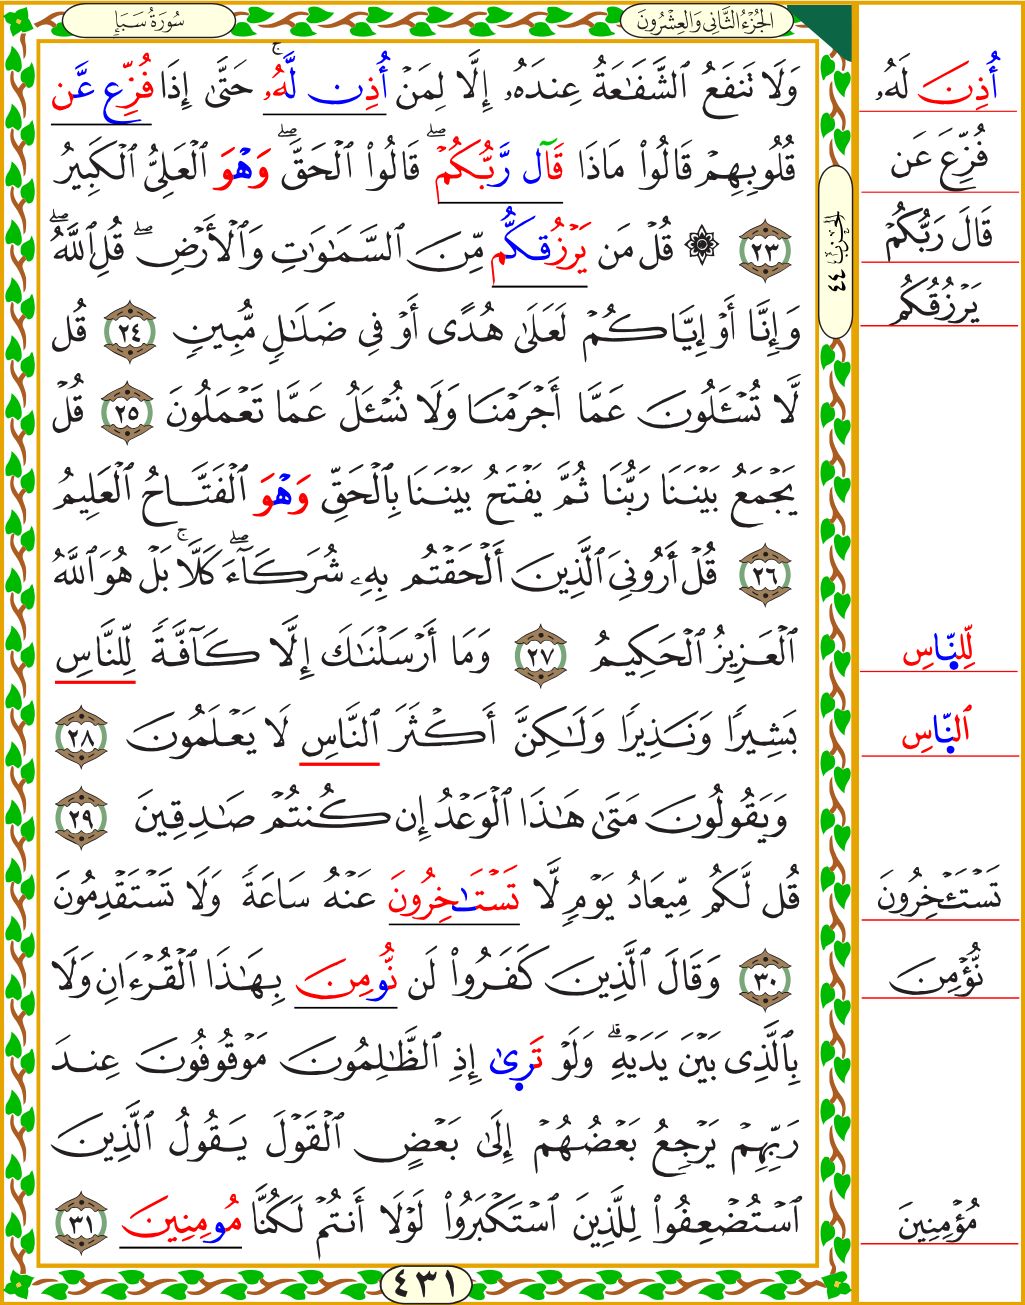 الجُزْءُ الثَّانِي وَالعِشْرُونَ
سُورَةُ سَبَإٍ
وَلَا تَنفَعُ ٱلشَّفَـٰعَةُ عِندَهُۥٓ إِلَّا لِمَنۡ أُذِن لَّهُۥۚ حَتَّىٰٓ إِذَا فُزِّع عَّن
أُذِنَ لَهُۥ
قُلُوبِهِمۡ قَالُواْ مَاذَا قَآل رَّبُّكُمۡۖ قَالُواْ ٱلۡحَقَّۖ وَهۡوَ ٱلۡعَلِىُّ ٱلۡكَبِيرُ
فُزِّعَ عَن
۝٢٣ ۞ قُلۡ مَن يَرۡزُقكُّم مِّنَ ٱلسَّمَـٰوَٰتِ وَٱلۡأَرۡضِۖ قُلِ ٱللَّهُۖ
قَالَ رَبُّكُمۡ
وَإِنَّآ أَوۡ إِيَّاكُمۡ لَعَلَىٰ هُدًى أَوۡ فِى ضَلَـٰلٍ مُّبِينٍ ۝٢٤ قُل
يَرۡزُقُكُم
لَّا تُسۡـَٔلُونَ عَمَّآ أَجۡرَمۡنَا وَلَا نُسۡـَٔلُ عَمَّا تَعۡمَلُونَ ۝٢٥ قُلۡ
يَجۡمَعُ بَيۡنَنَا رَبُّنَا ثُمَّ يَفۡتَحُ بَيۡنَنَا بِٱلۡحَقِّ وَهۡوَ ٱلۡفَتَّاحُ ٱلۡعَلِيمُ
۝٢٦ قُلۡ أَرُونِىَ ٱلَّذِينَ أَلۡحَقۡتُم بِهِۦ شُرَكَآءَۖ كَلَّاۚ بَلۡ هُوَ ٱللَّهُ
ٱلۡعَزِيزُ ٱلۡحَكِيمُ ۝٢٧ وَمَآ أَرۡسَلۡنَـٰكَ إِلَّا كَآفَّةً لِّلنَّاسِ
لِّلنَّاسِ
بَشِيرًا وَنَذِيرًا وَلَـٰكِنَّ أَكۡثَرَ ٱلنَّاسِ لَا يَعۡلَمُونَ ۝٢٨
ٱلنَّاسِ
وَيَقُولُونَ مَتَىٰ هَـٰذَا ٱلۡوَعۡدُ إِن كُنتُمۡ صَـٰدِقِينَ ۝٢٩
قُل لَّكُم مِّيعَادُ يَوۡمٍ لَّا تَسۡتَـٰخِرُونَ عَنۡهُ سَاعَةً وَلَا تَسۡتَقۡدِمُونَ
تَسۡتَـٔۡخِرُونَ
۝٣٠ وَقَالَ ٱلَّذِينَ كَفَرُواْ لَن نُّومِنَ بِهَـٰذَا ٱلۡقُرۡءَانِ وَلَا
نُّؤۡمِنَ
بِٱلَّذِى بَيۡنَ يَدَيۡهِۗ وَلَوۡ تَرِىٰٓ إِذِ ٱلظَّـٰلِمُونَ مَوۡقُوفُونَ عِندَ
رَبِّهِمۡ يَرۡجِعُ بَعۡضُهُمۡ إِلَىٰ بَعۡضٍ ٱلۡقَوۡلَ يَقُولُ ٱلَّذِينَ
ٱسۡتُضۡعِفُواْ لِلَّذِينَ ٱسۡتَكۡبَرُواْ لَوۡلَآ أَنتُمۡ لَكُنَّا مُومِنِينَ ۝٣١
مُؤۡمِنِينَ
الحزب ٤٤
٤٣١